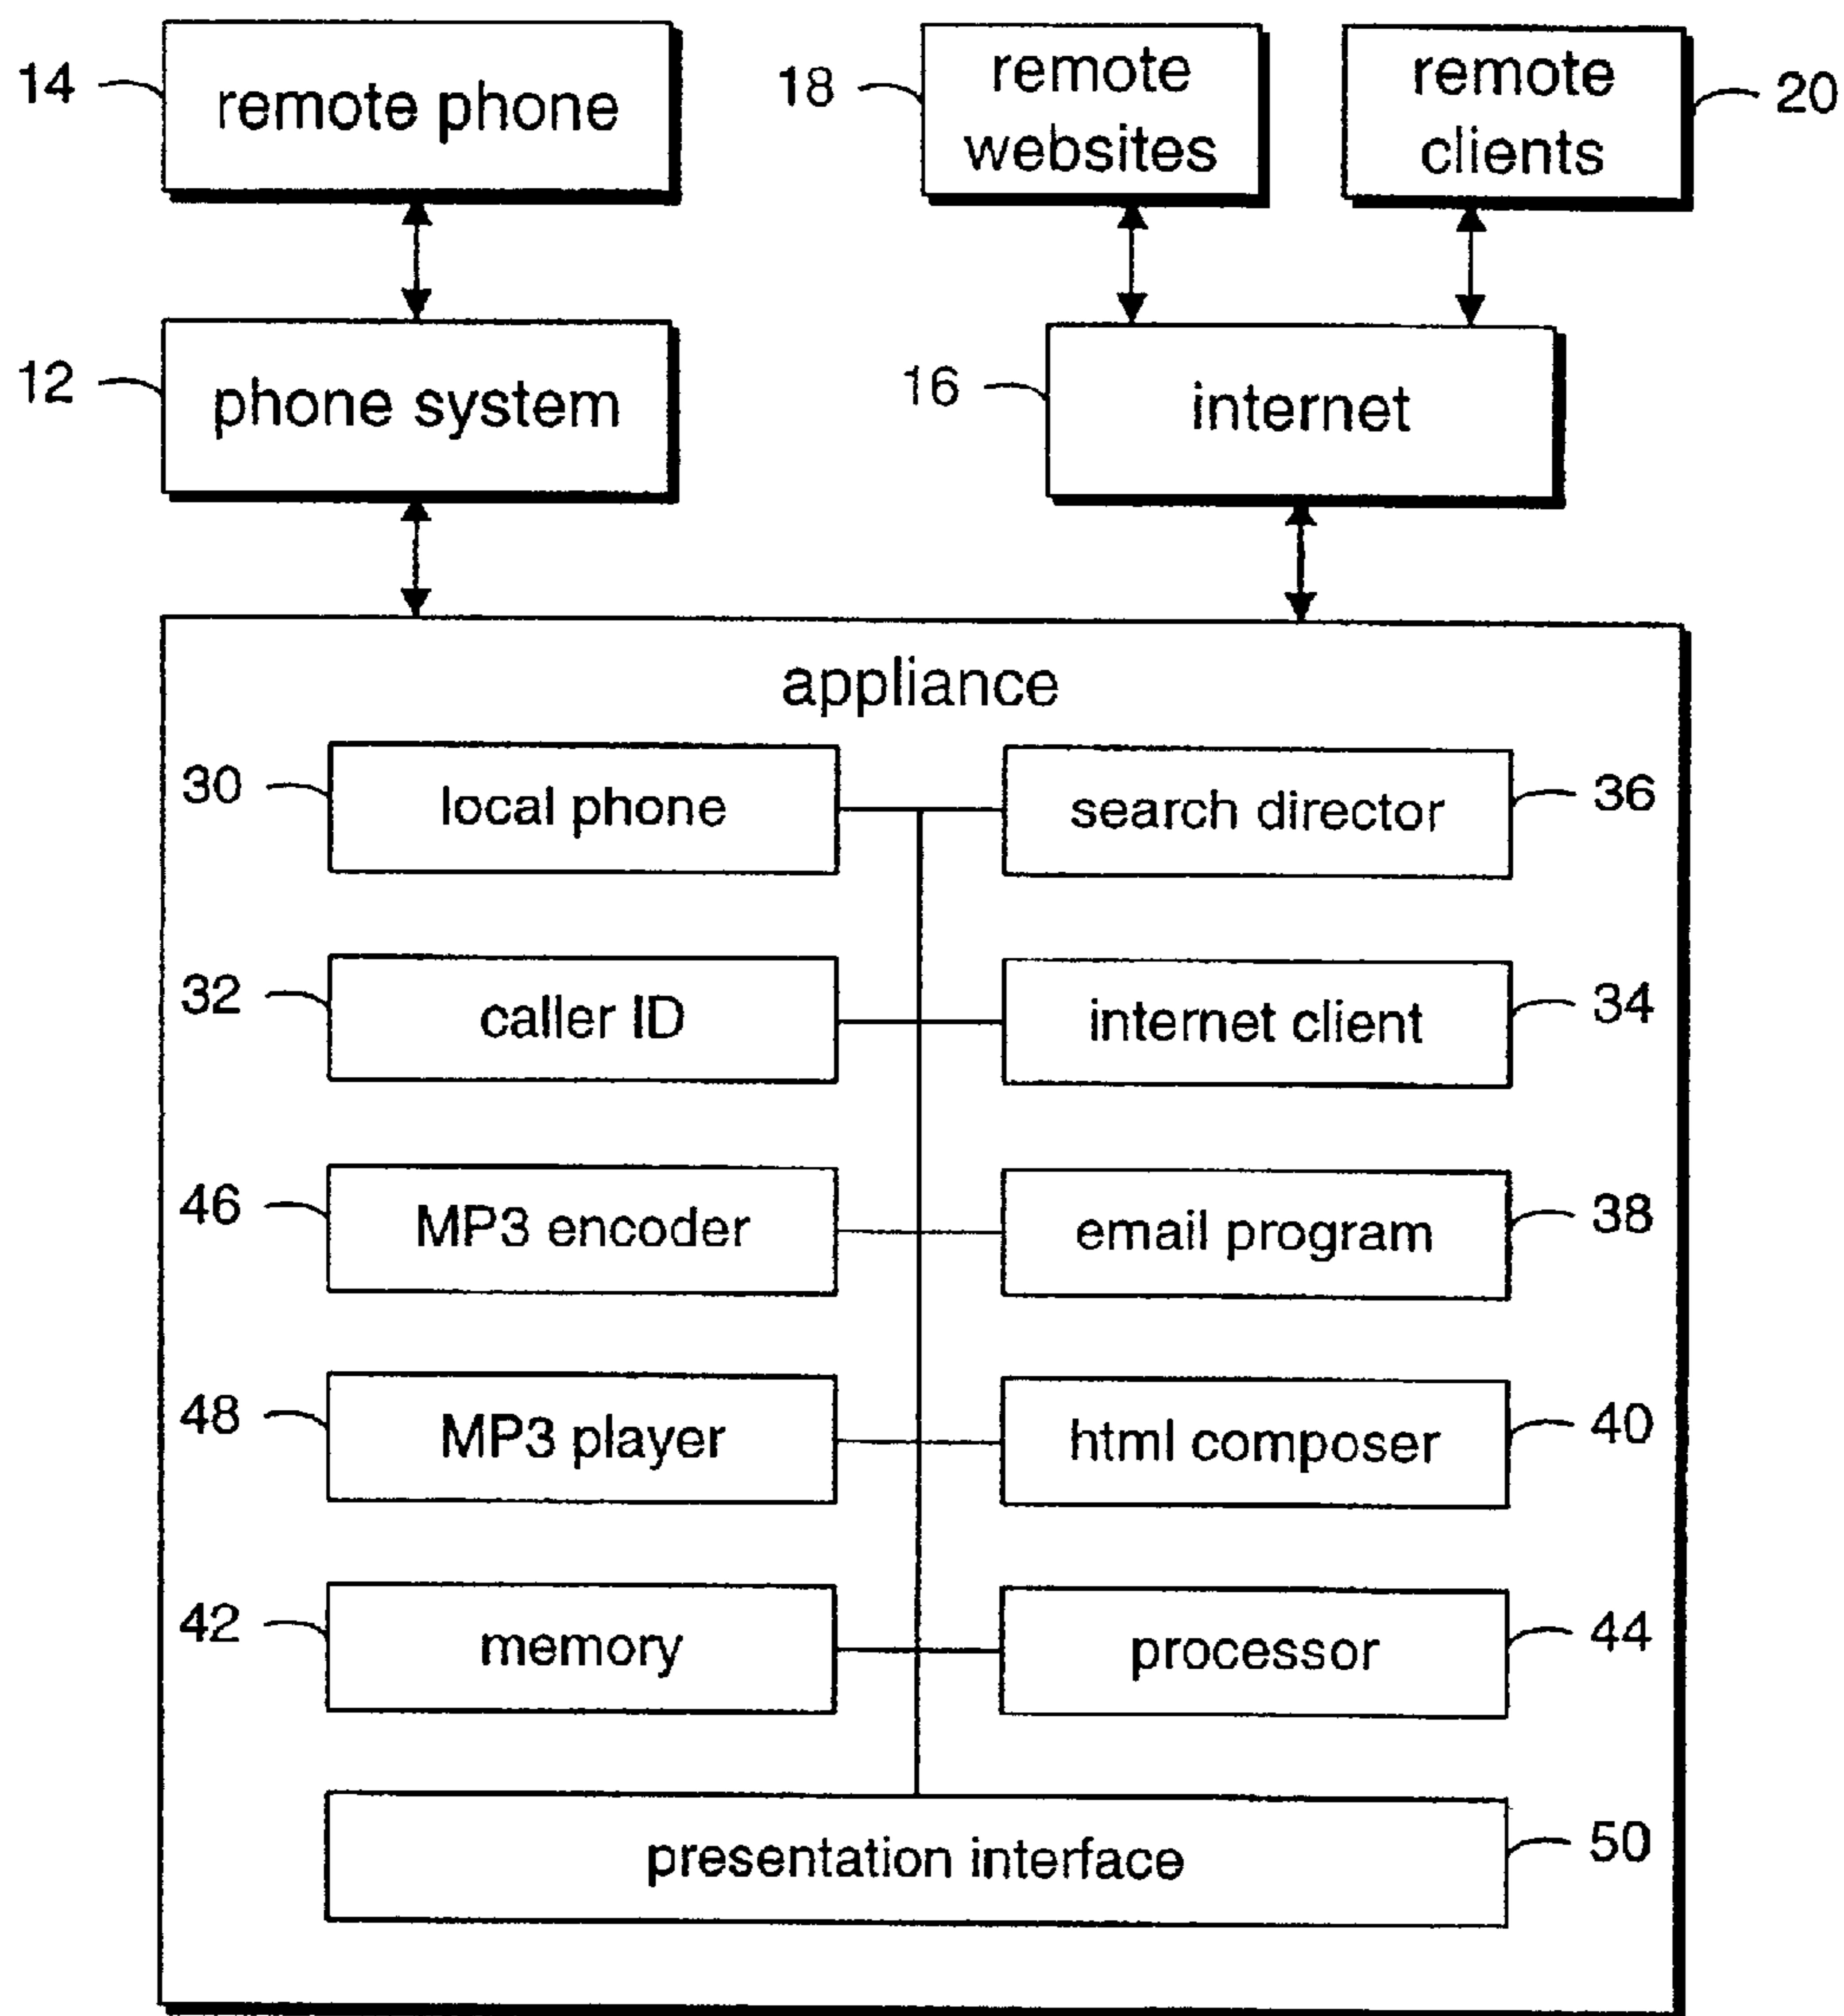 14 remote phone
18 remote
websites
remote
clients 20
12 phone system
16 internet
appliance
30 local phone
search director 36
32 caller ID
internet client 34
46 MP3 encoder
email program 38
48 MP3 player
html composer 40
42 memory
processor 44
presentation interface 50